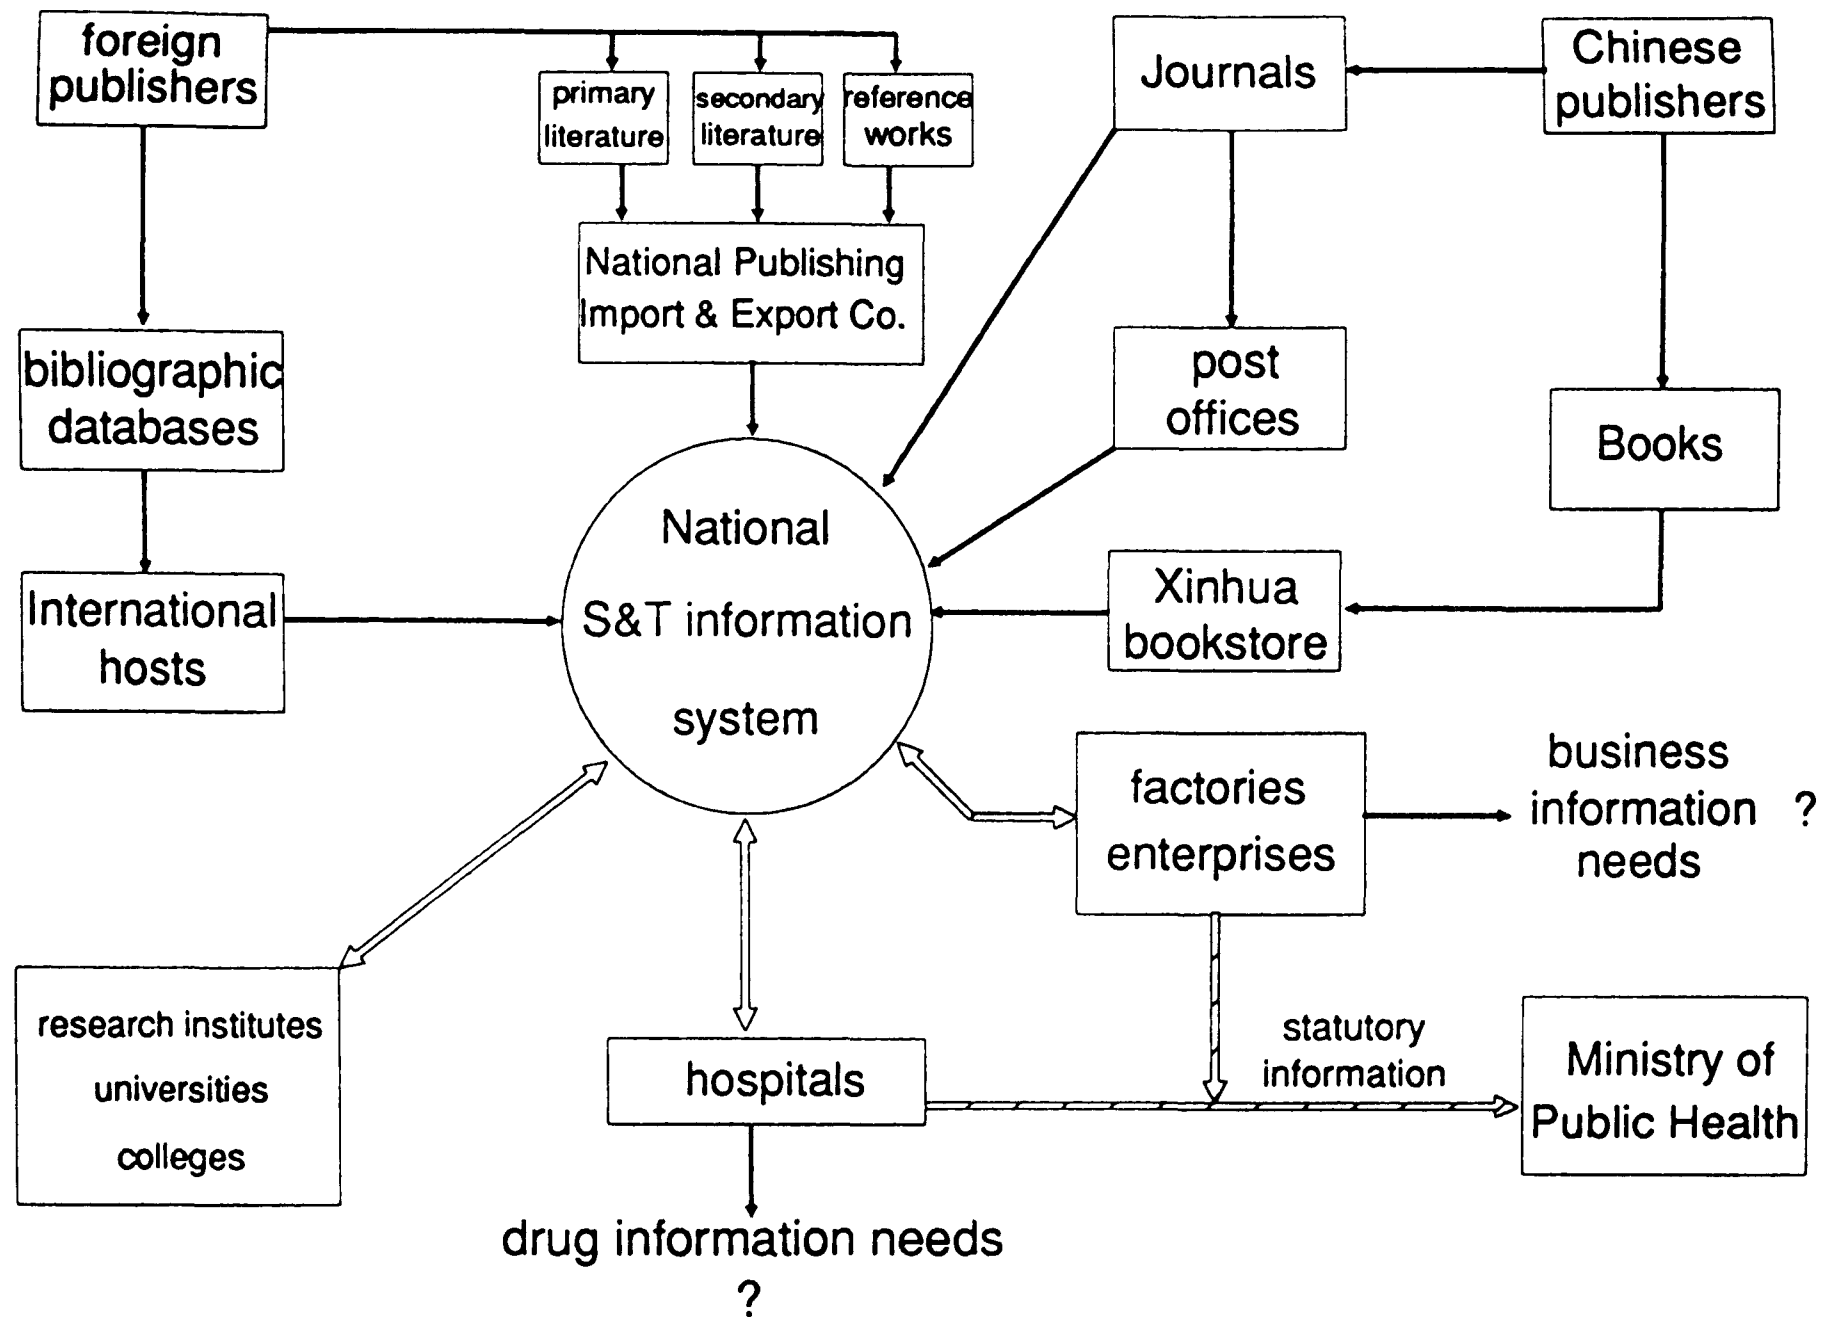 foreign
publishers
primary
literature
secondary
literature
reference
works
Journals
Chinese
publishers
National Publishing
Import & Export Co.
bibliographic
databases
post
offices
Books
National
S&T information
system
International
hosts
Xinhua
bookstore
factories
enterprises
business
information ?
needs
research institutes
universities
colleges
hospitals
statutory
information
Ministry of
Public Health
drug information needs
?